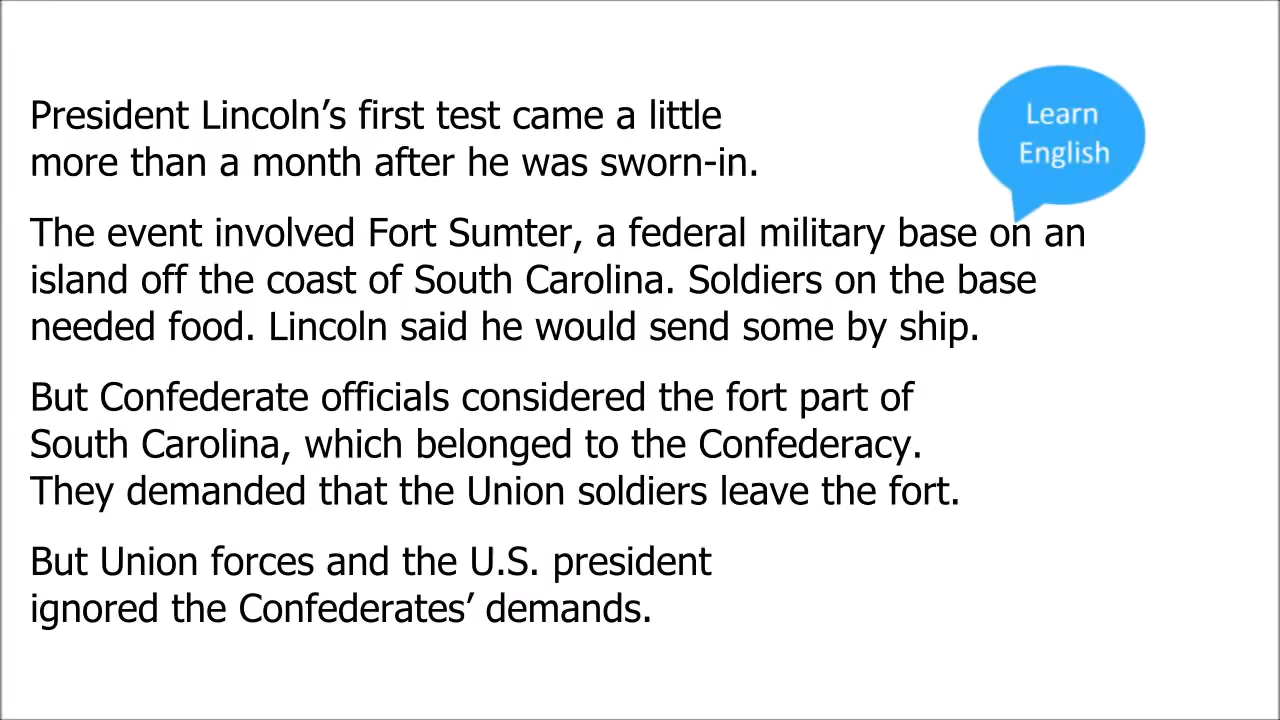 President Lincoln’s first test came a little
more than a month after he was sworn-in.
Learn
English
The event involved Fort Sumter, a federal military base on an
island off the coast of South Carolina. Soldiers on the base
needed food. Lincoln said he would send some by ship.
But Confederate officials considered the fort part of
South Carolina, which belonged to the Confederacy.
They demanded that the Union soldiers leave the fort.
But Union forces and the U.S. president
ignored the Confederates’ demands.